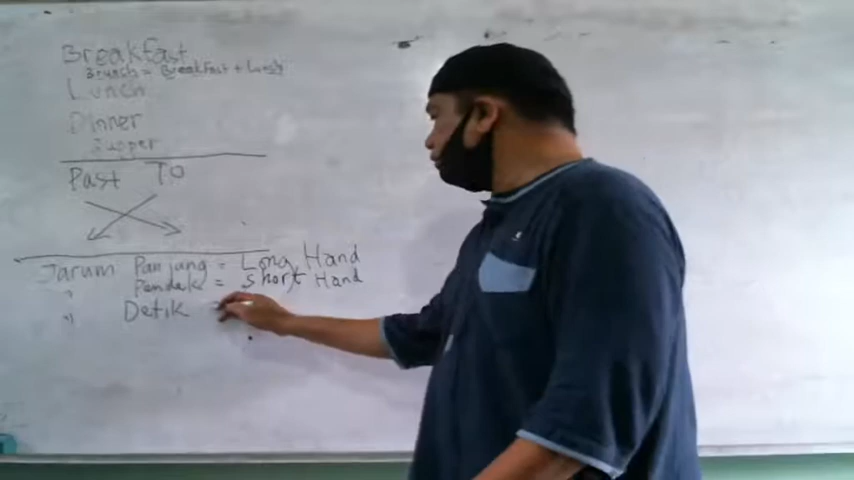 Breakfast
Brunch = Breakfast + Lunch
Lunch
Dinner
Supper
Past To
Jarum Panjang = Long Hand
" Pendek = Short Hand
" Detik